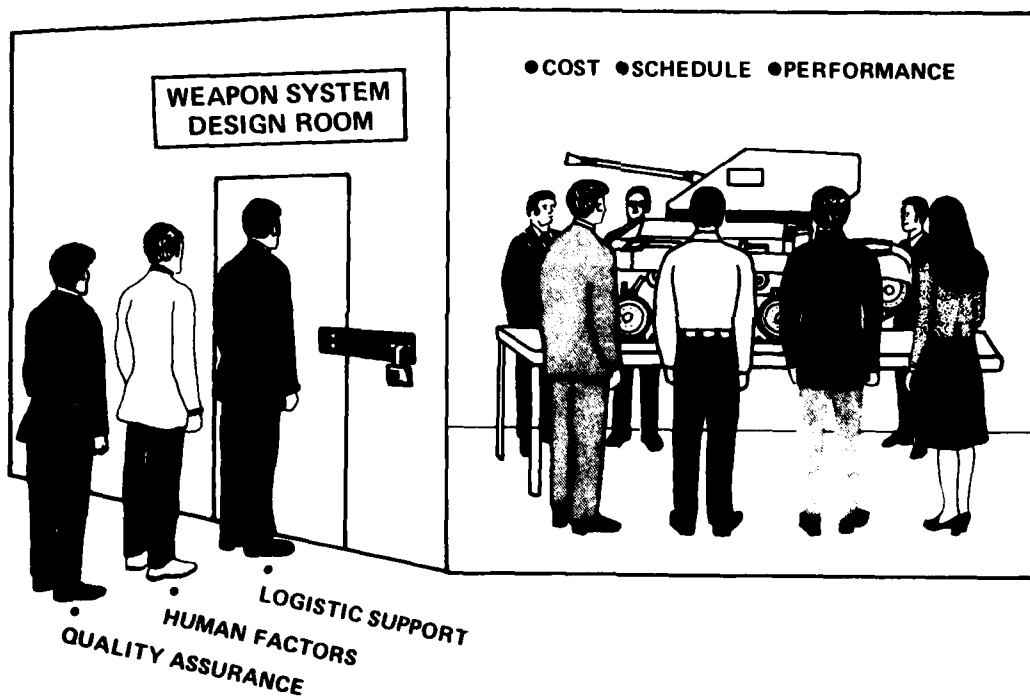 WEAPON SYSTEM
DESIGN ROOM
●COST ●SCHEDULE ●PERFORMANCE
● LOGISTIC SUPPORT
● HUMAN FACTORS
● QUALITY ASSURANCE